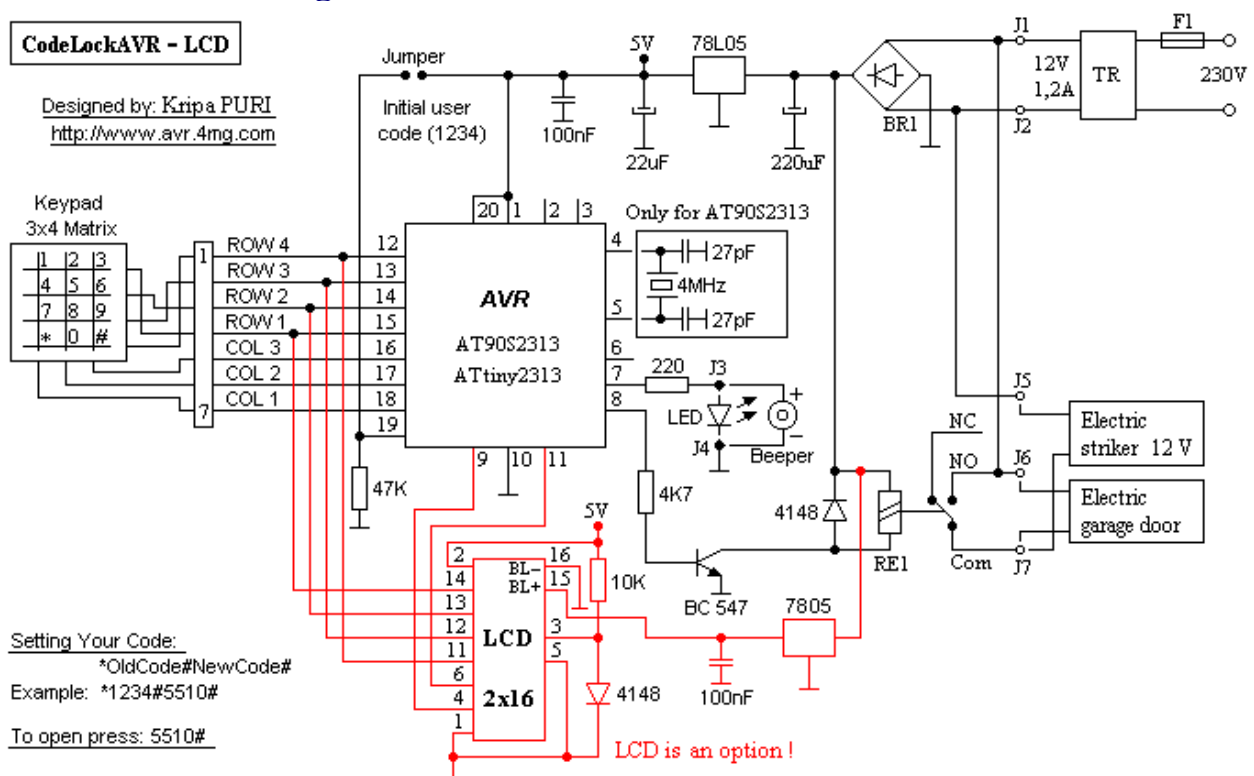 CodeLockAVR - LCD
Designed by: Kripa PURI
http://www.avr.4mg.com
Jumper
Initial user
code (1234)
100nF
5V
22uF
78L05
220uF
BR1
J1
12V
1,2A
J2
TR
F1
230V
Keypad
3x4 Matrix
1 2 3
4 5 6
7 8 9
* 0 #
1
7
ROW 4
ROW 3
ROW 2
ROW 1
COL 3
COL 2
COL 1
12
13
14
15
16
17
18
19
20 1 2 3
AVR
AT90S2313
ATtiny2313
4
5
6
7
8
9 10 11
Only for AT90S2313
27pF
4MHz
27pF
220
J3
LED
J4
+
-
Beeper
47K
4K7
BC 547
4148
RE1
NC
NO
Com
J5
J6
J7
Electric
striker 12 V
Electric
garage door
5V
10K
2
14
13
12
11
6
4
1
BL- 16
BL+ 15
LCD
2x16
3
5
4148
100nF
7805
LCD is an option !
Setting Your Code:
*OldCode#NewCode#
Example: *1234#5510#
To open press: 5510#